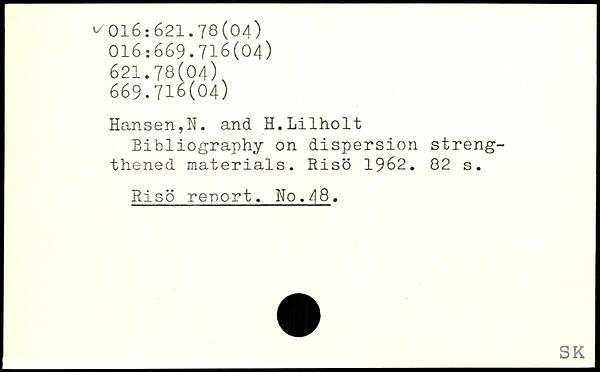 ✓016:621.78(04)
016:669.716(04)
621.78(04)
669.716(04)
Hansen,N. and H.Lilholt
Bibliography on dispersion streng-
thened materials. Risö 1962. 82 s.
Risö report. No.48.
SK